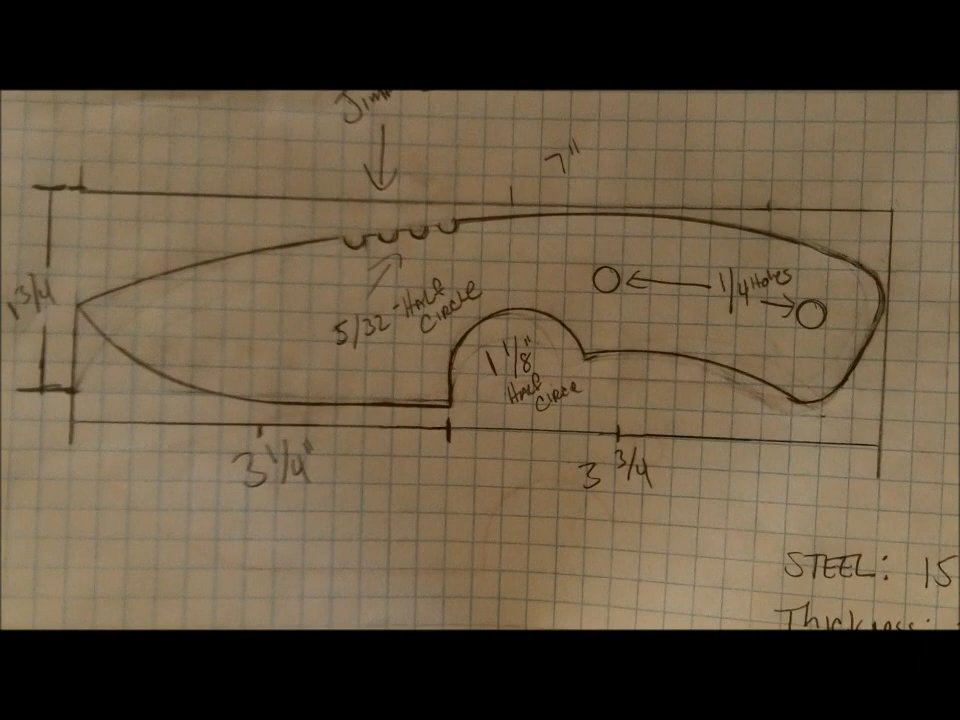 7"
1 3/4
5/32 - Half
Circle
1/4 Holes
1 1/8"
Half
Circle
3 1/4"
3 3/4
STEEL: 15
Thickness: